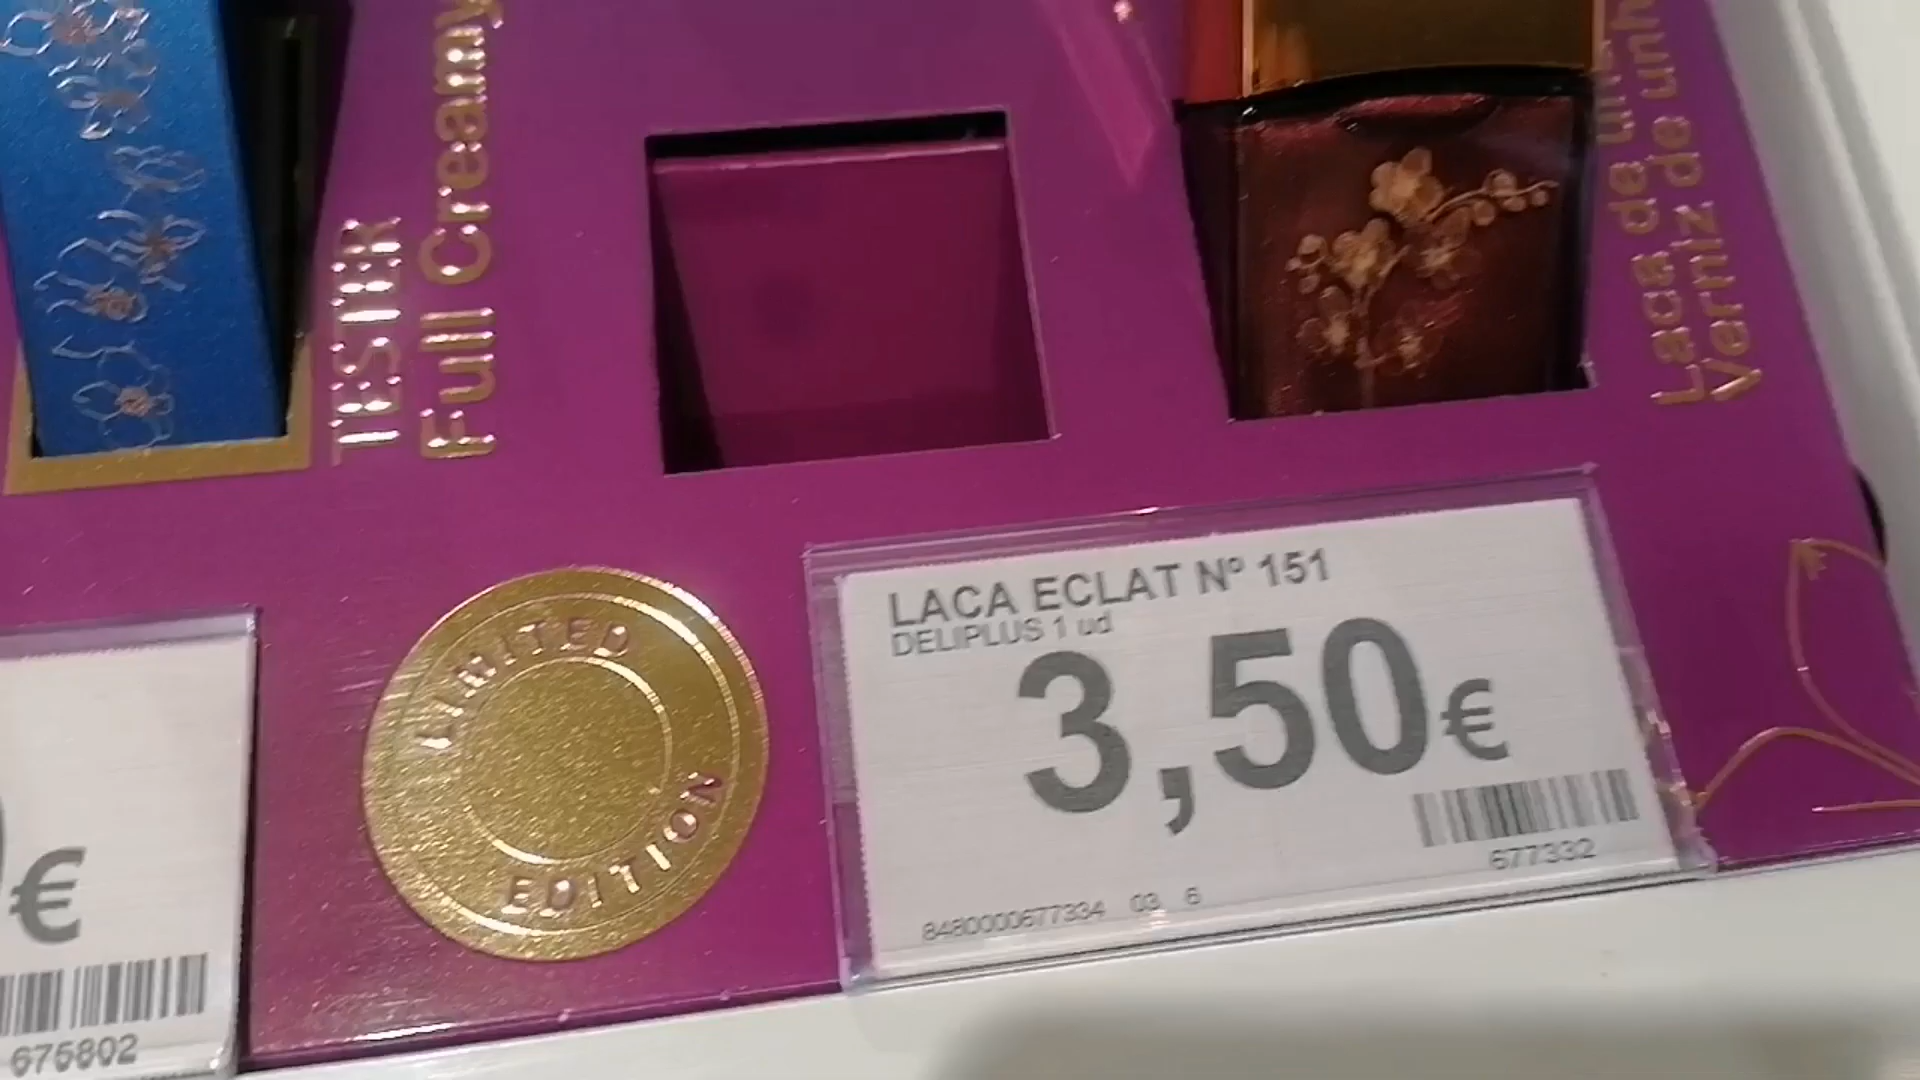 TESTER
Full Creamy
Laca de
Verniz de unh
LIMITED
EDITION
LACA ECLAT Nº 151
DELIPLUS 1 ud
3,50€
677332
8480000677334 03 6
€
675802